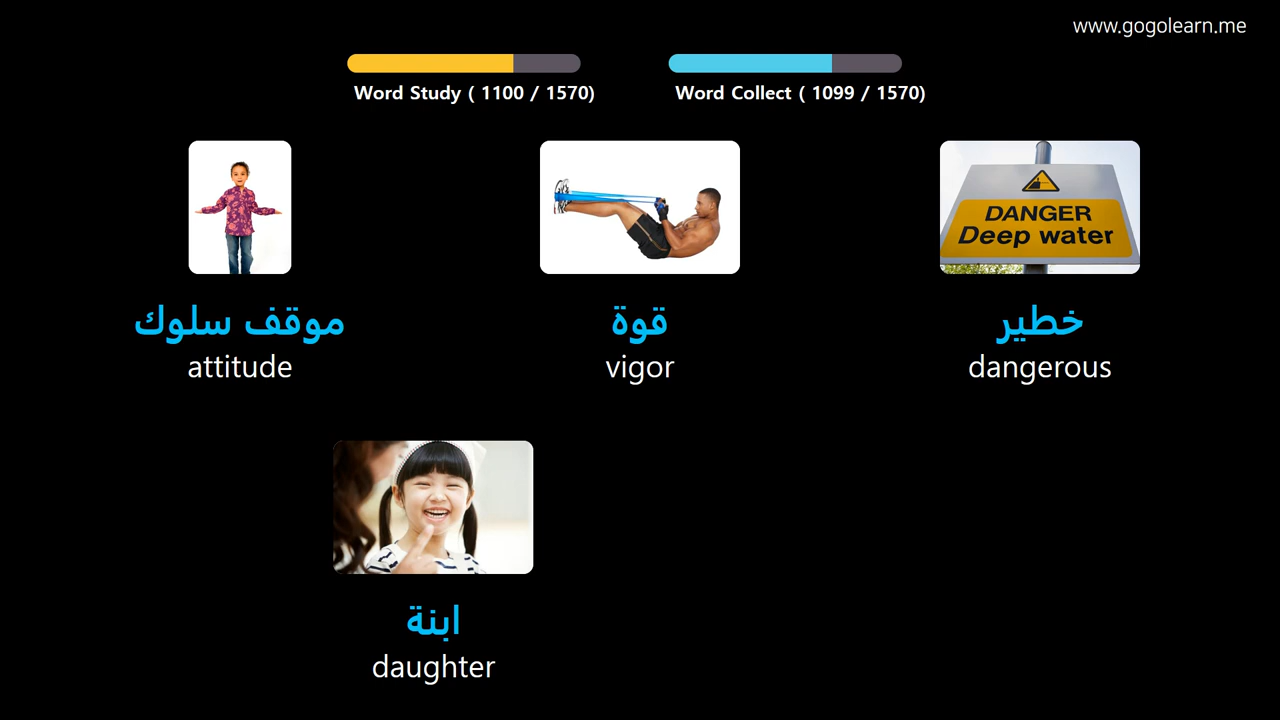 www.gogolearn.me
Word Study ( 1100 / 1570)
Word Collect ( 1099 / 1570)
DANGER
Deep water
موقف سلوك
attitude
قوة
vigor
خطير
dangerous
ابنة
daughter